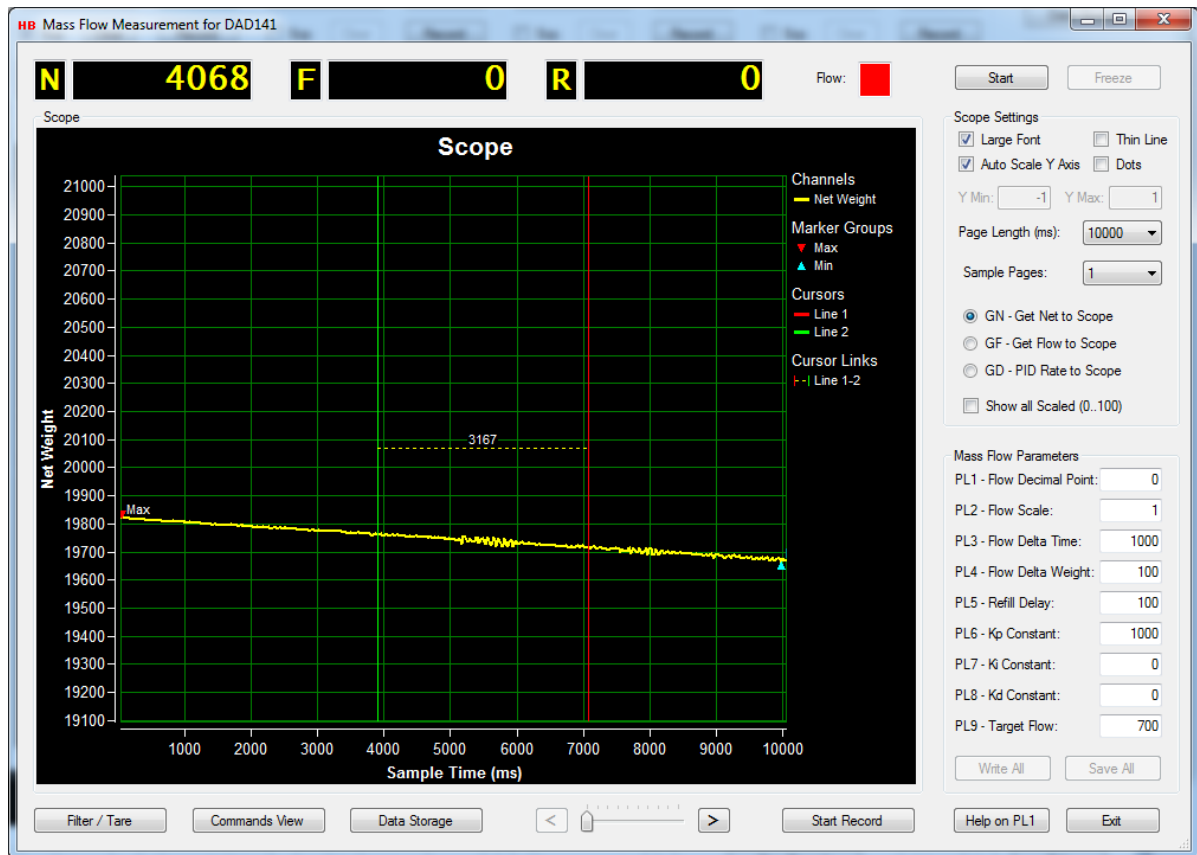 HB Mass Flow Measurement for DAD141
N 4068 F 0 R 0 Flow: Start Freeze
Scope
Scope
21000
20900
20800
20700
20600
20500
20400
20300
20200
20100
20000
19900
19800
19700
19600
19500
19400
19300
19200
19100
Net Weight
Max
3167
1000 2000 3000 4000 5000 6000 7000 8000 9000 10000
Sample Time (ms)
Channels
Net Weight
Marker Groups
Max
Min
Cursors
Line 1
Line 2
Cursor Links
Line 1-2
Scope Settings
Large Font Thin Line
Auto Scale Y Axis Dots
Y Min: -1 Y Max: 1
Page Length (ms): 10000
Sample Pages: 1
GN - Get Net to Scope
GF - Get Flow to Scope
GD - PID Rate to Scope
Show all Scaled (0..100)
Mass Flow Parameters
PL1 - Flow Decimal Point: 0
PL2 - Flow Scale: 1
PL3 - Flow Delta Time: 1000
PL4 - Flow Delta Weight: 100
PL5 - Refill Delay: 100
PL6 - Kp Constant: 1000
PL7 - Ki Constant: 0
PL8 - Kd Constant: 0
PL9 - Target Flow: 700
Write All Save All
Filter / Tare Commands View Data Storage < > Start Record Help on PL1 Exit